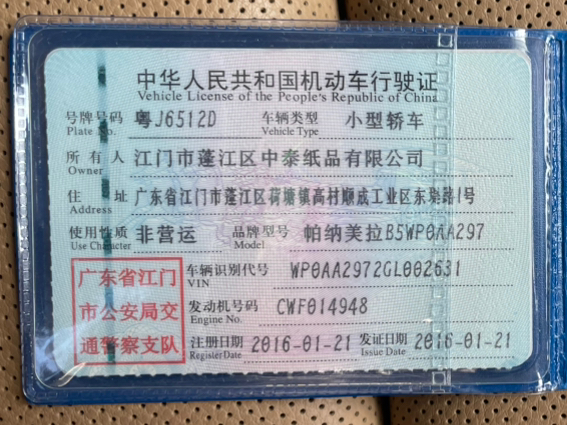 中华人民共和国机动车行驶证
Vehicle License of the People's Republic of China
号牌号码 粤J6512D 车辆类型 小型轿车
Plate No. Vehicle Type
所有人 江门市蓬江区中泰纸品有限公司
Owner
住址 广东省江门市蓬江区荷塘镇高村顺成工业区东堤路1号
Address
使用性质 非营运 品牌型号 帕纳美拉B5WP0AA297
Use Character Model
广东省江门
市公安局交
通警察支队
车辆识别代号 WP0AA2972GL002631
VIN
发动机号码 CWF014948
Engine No.
注册日期 2016-01-21 发证日期 2016-01-21
Register Date Issue Date